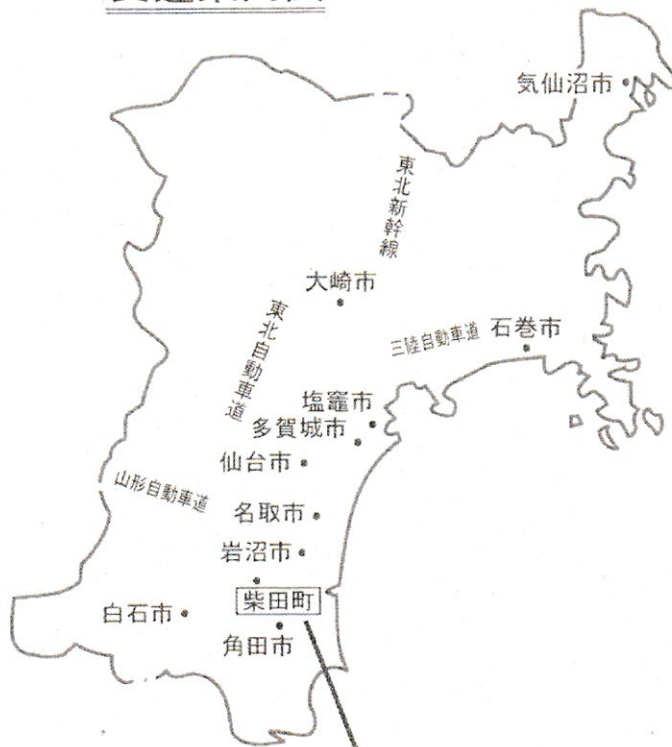 気仙沼市
東北新幹線
大崎市
東北自動車道
三陸自動車道
石巻市
塩竈市
多賀城市
仙台市
山形自動車道
名取市
岩沼市
柴田町
白石市
角田市